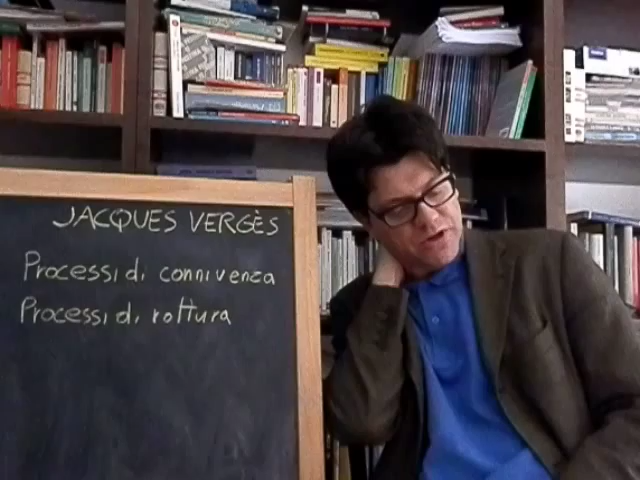 JACQUES VERGÈS
Processi di connivenza
Processi di rottura